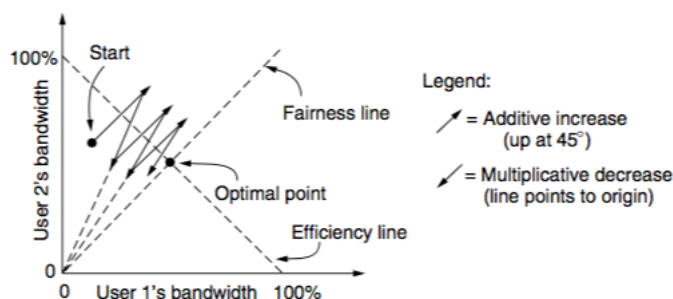 100%
Start
User 2's bandwidth
Fairness line
Optimal point
Efficiency line
0
0
User 1's bandwidth
100%
Legend:
= Additive increase
(up at 45°)
= Multiplicative decrease
(line points to origin)